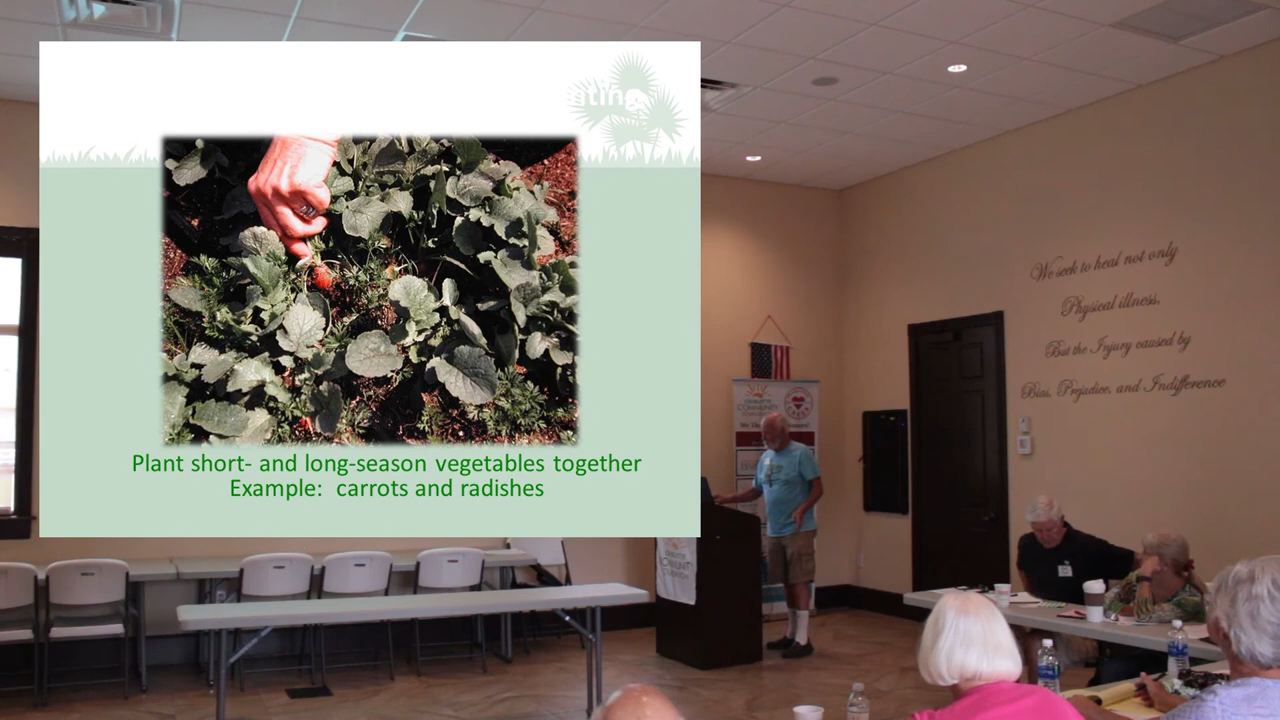 Plant short- and long-season vegetables together
Example: carrots and radishes
We seek to heal not only
Physical illness,
But the Injury caused by
Bias, Prejudice, and Indifference
COMMUNITY